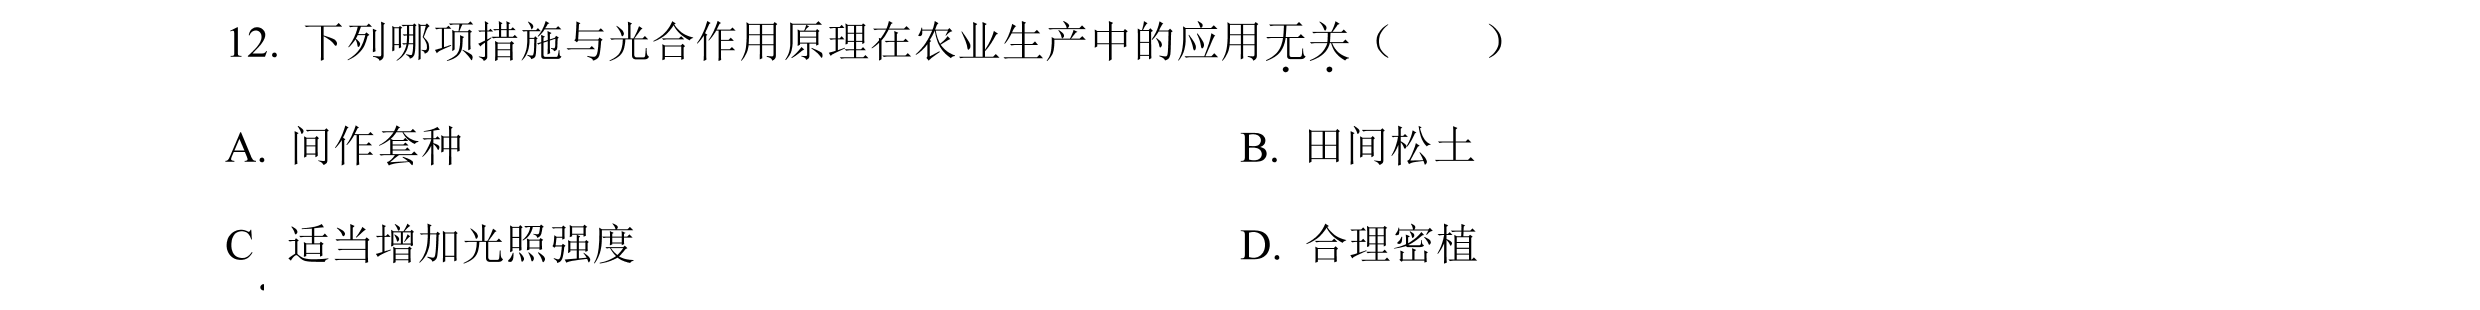 12. 下列哪项措施与光合作用原理在农业生产中的应用无关（　　）
A. 间作套种 B. 田间松土
C 适当增加光照强度 D. 合理密植